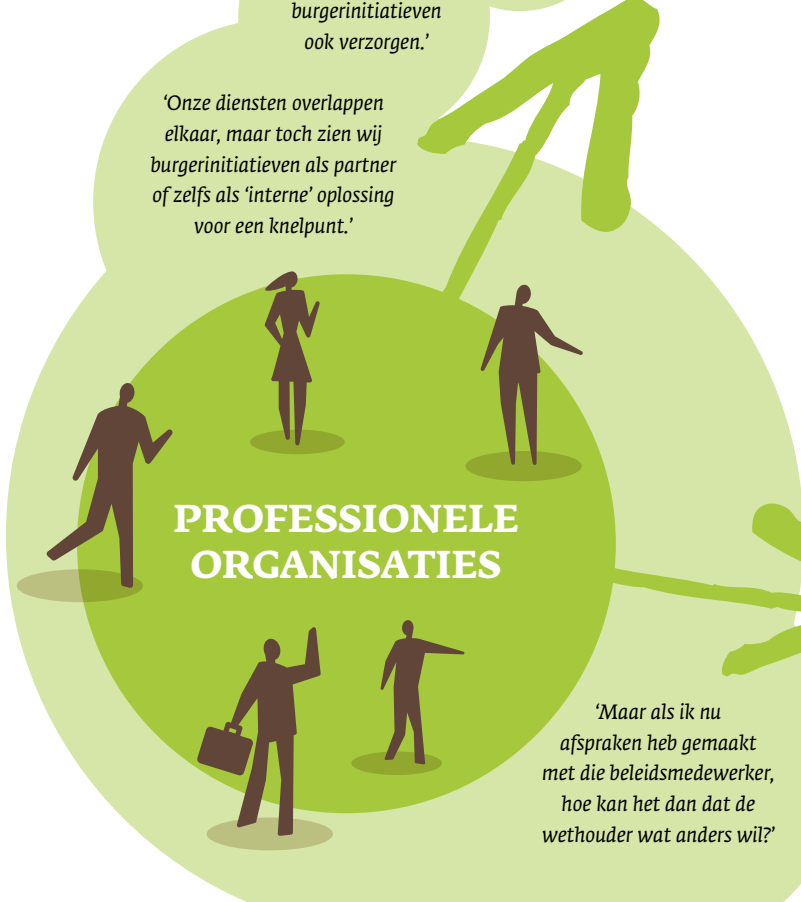 burgerinitiatieven
ook verzorgen.’
‘Onze diensten overlappen
elkaar, maar toch zien wij
burgerinitiatieven als partner
of zelfs als ‘interne’ oplossing
voor een knelpunt.’
PROFESSIONELE
ORGANISATIES
‘Maar als ik nu
afspraken heb gemaakt
met die beleidsmedewerker,
hoe kan het dan dat de
wethouder wat anders wil?’